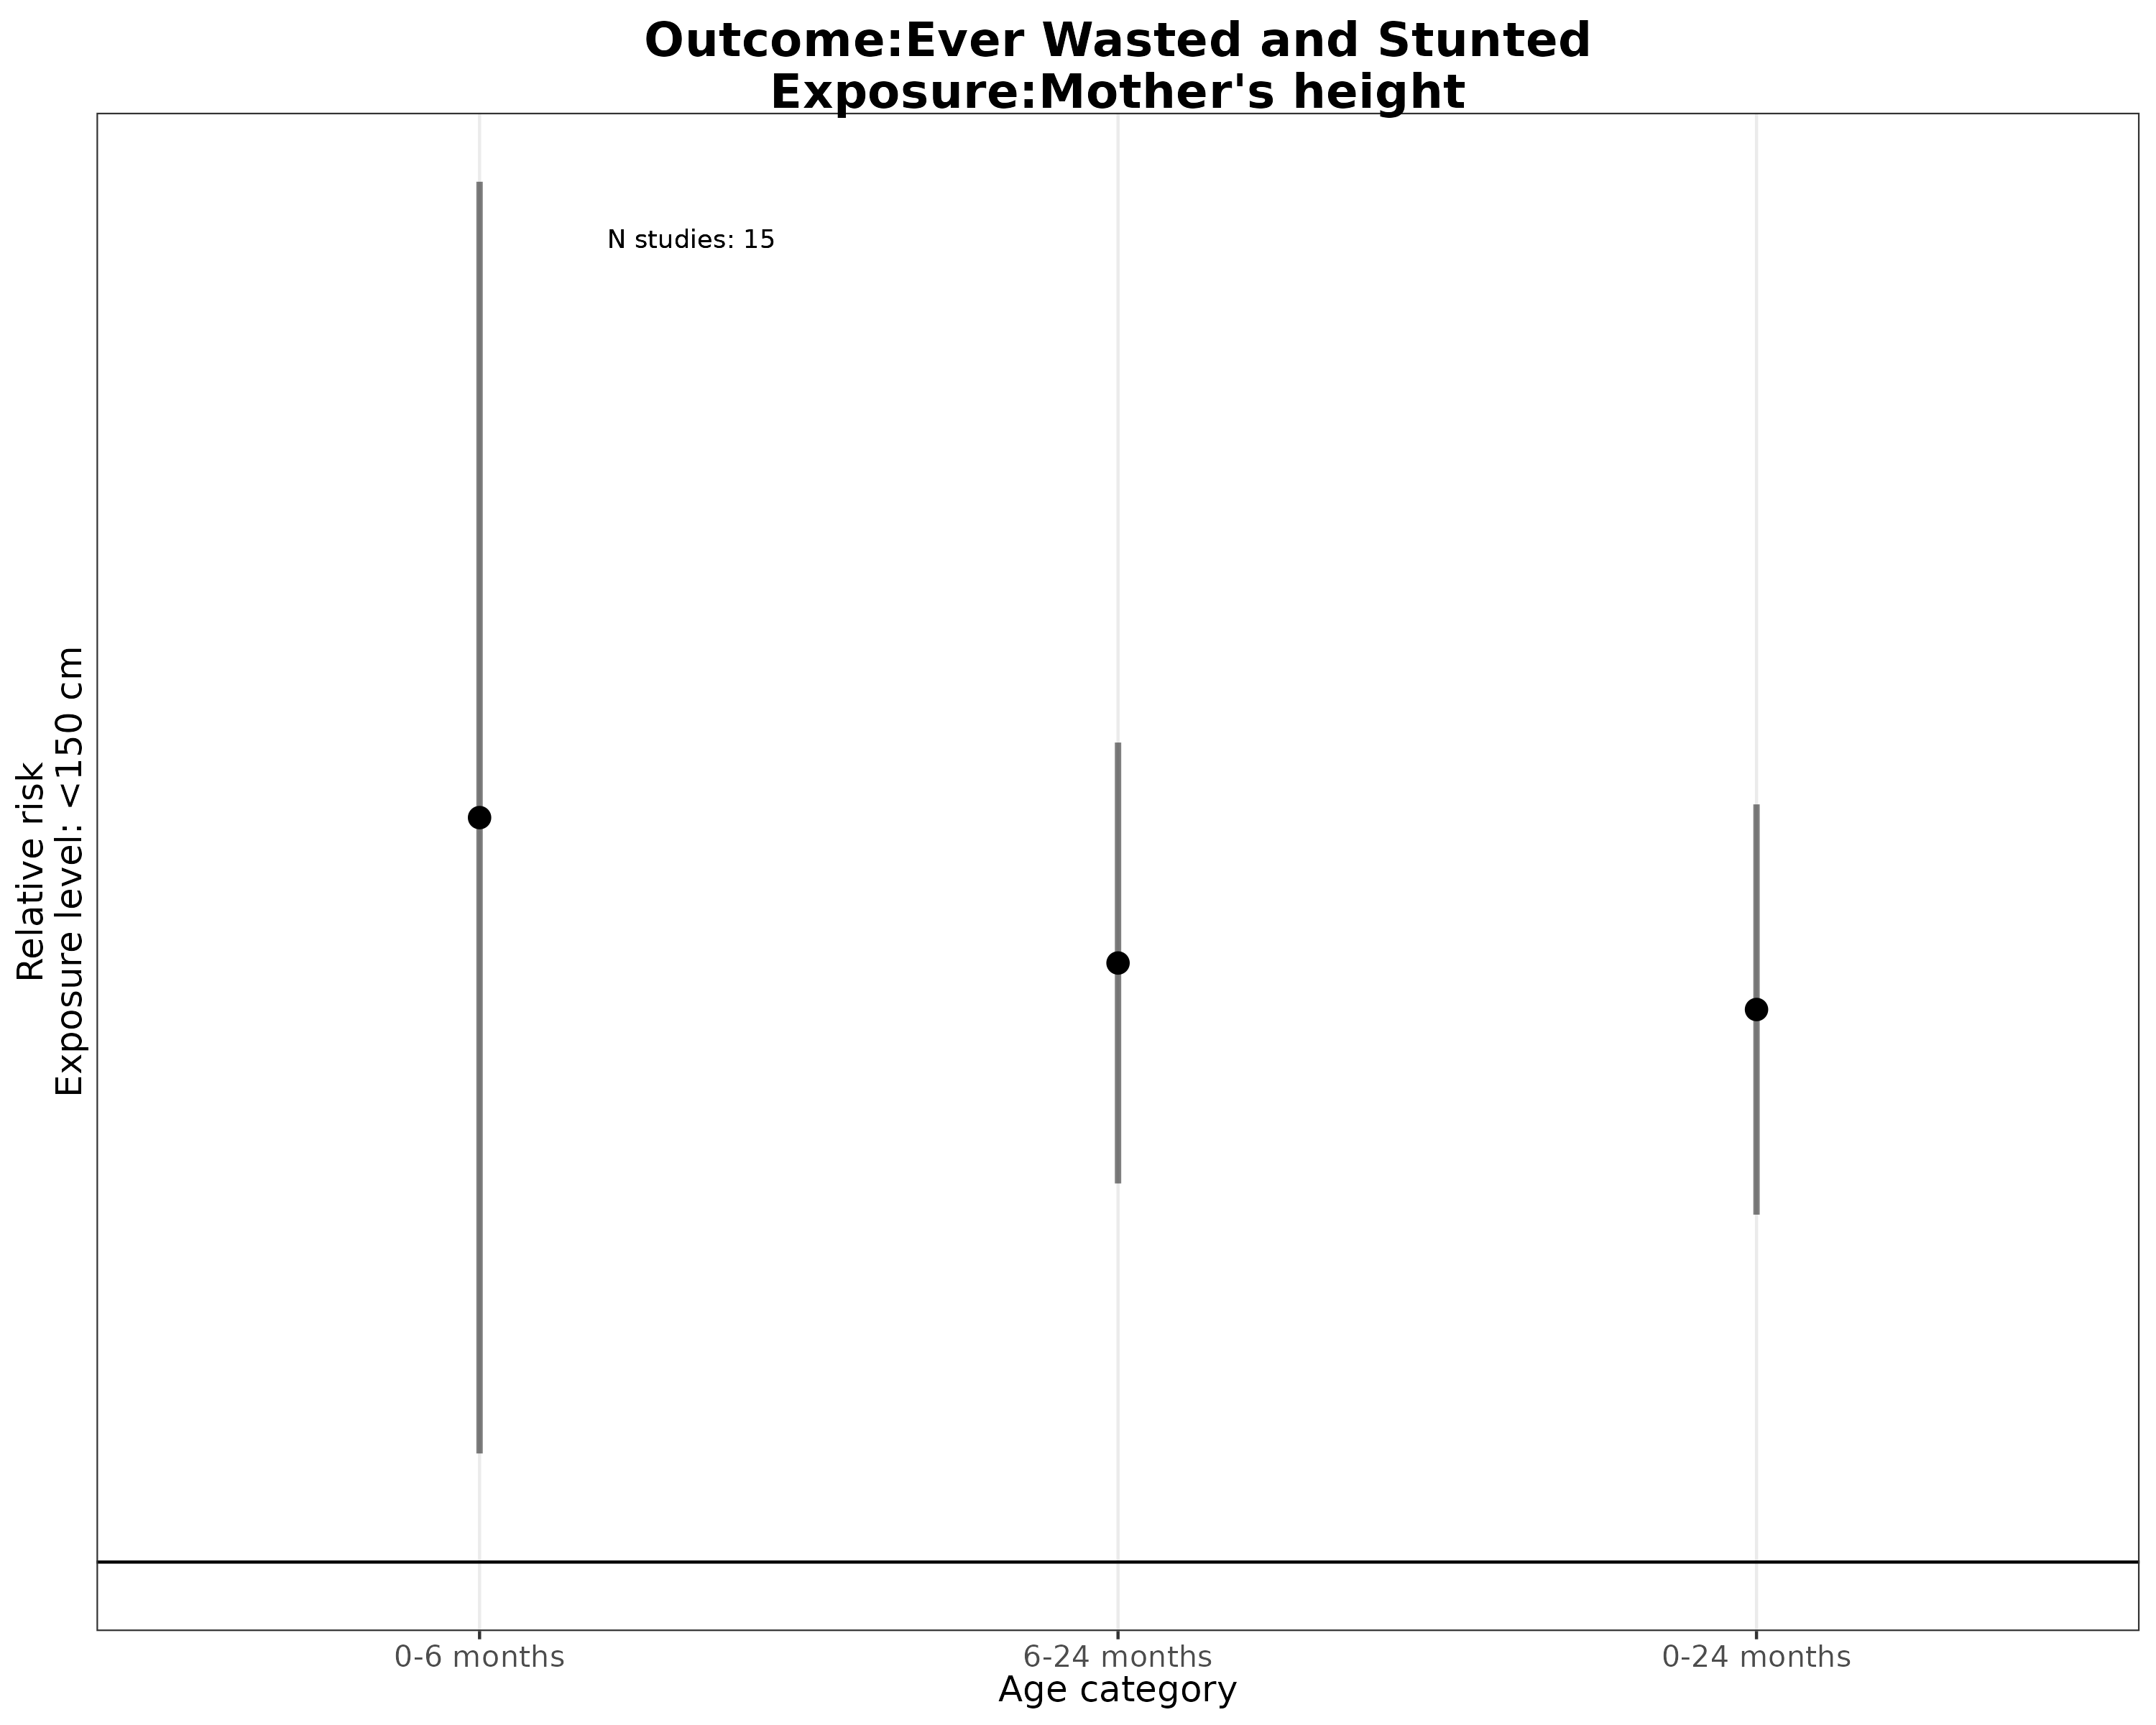 Outcome:Ever Wasted and Stunted
Exposure:Mother's height
N studies: 15
Relative risk
Exposure level: <150 cm
0-6 months
6-24 months
0-24 months
Age category